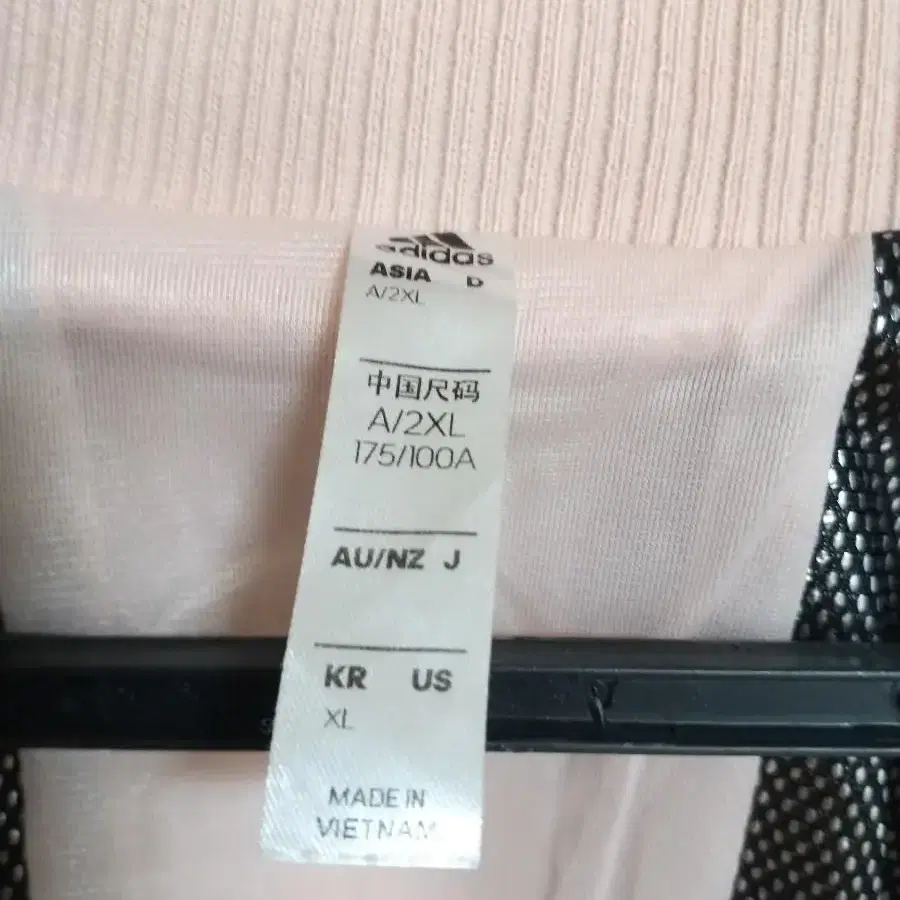 adidas
ASIA D
A/2XL
中国尺码
A/2XL
175/100A
AU/NZ J
KR US
XL
MADE IN
VIETNAM